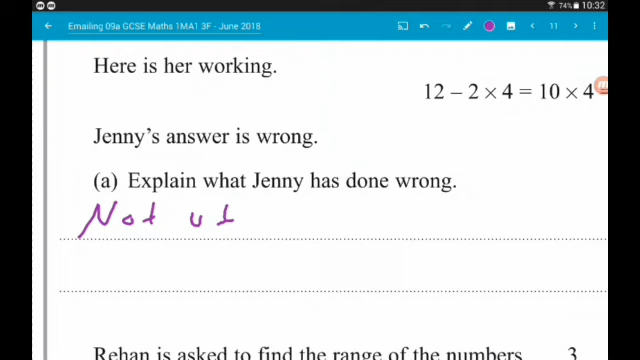 74% 10:32
Emailing 09a GCSE Maths 1MA1 3F - June 2018
11
Here is her working.
12 – 2 × 4 = 10 × 4
Jenny's answer is wrong.
(a) Explain what Jenny has done wrong.
Not
Rehan is asked to find the range of the numbers 3